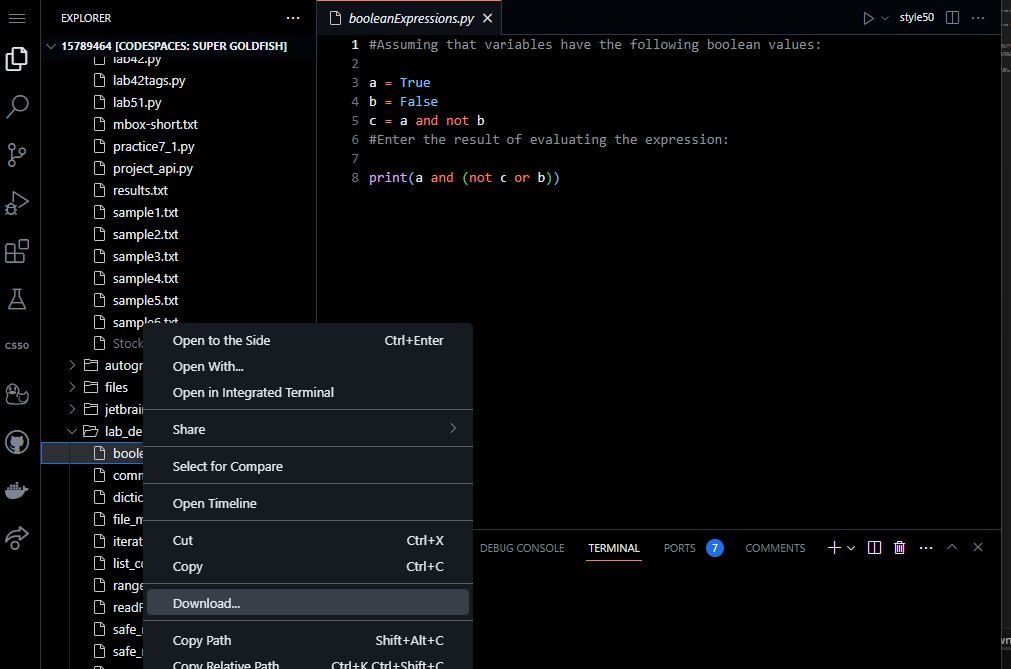 EXPLORER
15789464 [CODESPACES: SUPER GOLDFISH]
lab42.py
lab42tags.py
lab51.py
mbox-short.txt
practice7_1.py
project_api.py
results.txt
sample1.txt
sample2.txt
sample3.txt
sample4.txt
sample5.txt
sample6.txt
Stock
autogr
files
jetbrai
lab_de
boole
comm
dictio
file_m
iterat
list_co
range
readF
safe_
safe_
CS50
booleanExpressions.py
style50
1 #Assuming that variables have the following boolean values:
2
3 a = True
4 b = False
5 c = a and not b
6 #Enter the result of evaluating the expression:
7
8 print(a and (not c or b))
Open to the Side Ctrl+Enter
Open With...
Open in Integrated Terminal
Share
Select for Compare
Open Timeline
Cut Ctrl+X
Copy Ctrl+C
Download...
Copy Path Shift+Alt+C
Copy Relative Path Ctrl+K Ctrl+Shift+C
DEBUG CONSOLE TERMINAL PORTS 7 COMMENTS